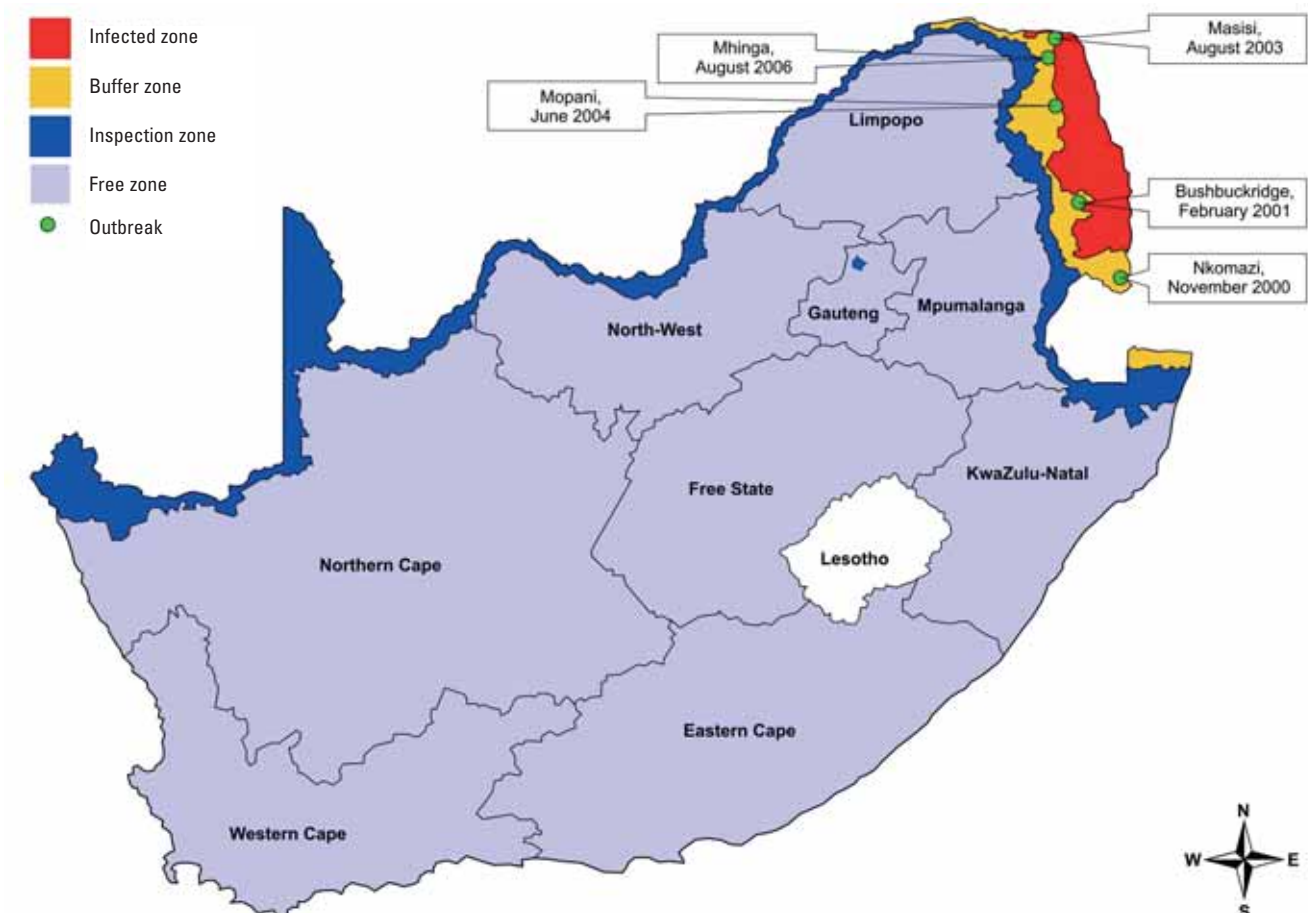 Infected zone
Buffer zone
Inspection zone
Free zone
Outbreak
Masisi,
August 2003
Mhinga,
August 2006
Mopani,
June 2004
Limpopo
Bushbuckridge,
February 2001
Nkomazi,
November 2000
Gauteng
Mpumalanga
North-West
KwaZulu-Natal
Free State
Lesotho
Northern Cape
Eastern Cape
Western Cape
N
W
E
S